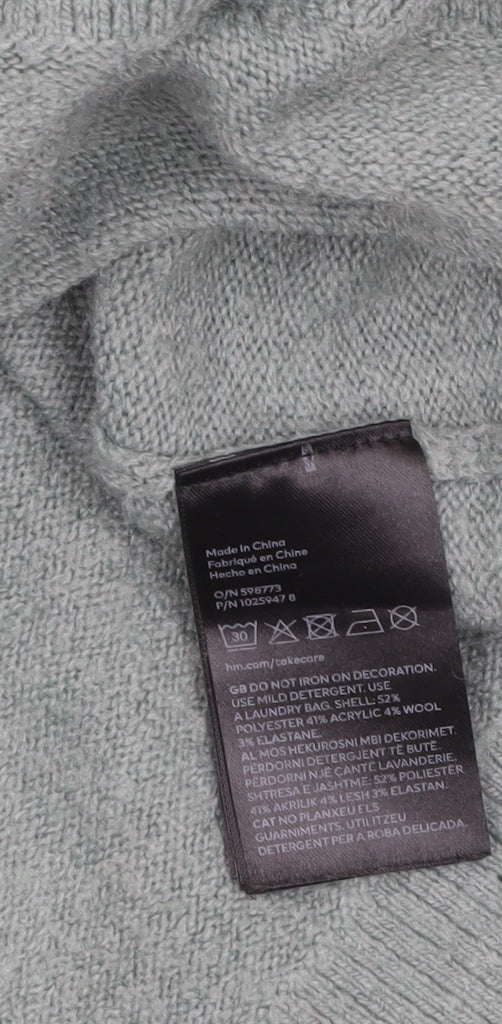 Made in China
Fabriqué en Chine
Hecho en China
O/N 598773
P/N 1025947 8
30
hm.com/takecare
GB DO NOT IRON ON DECORATION.
USE MILD DETERGENT. USE
A LAUNDRY BAG. SHELL: 52%
POLYESTER 41% ACRYLIC 4% WOOL
3% ELASTANE.
AL MOS HEKUROSNI MBI DEKORIMET.
PËRDORNI DETERGJENT TË BUTË.
PËRDORNI NJË ÇANTË LAVANDERIE.
SHTRESA E JASHTME: 52% POLIESTËR
41% AKRILIK 4% LESH 3% ELASTAN.
CAT NO PLANXEU ELS
GUARNIMENTS. UTILITZEU
DETERGENT PER A ROBA DELICADA.